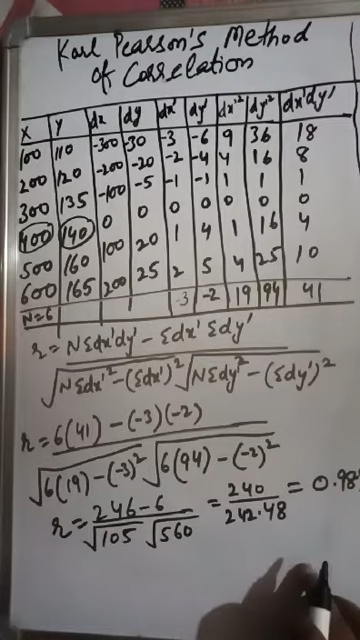 Karl Pearson's Method
of Correlation
X Y dx dy dx' dy' dx'² dy'² dx'dy'
100 110 -300 -30 -3 -6 9 36 18
200 120 -200 -20 -2 -4 4 16 8
300 135 -100 -5 -1 -1 1 1 1
400 140 0 0 0 0 0 0 0
500 160 100 20 1 4 1 16 4
600 165 200 25 2 5 4 25 10
N=6 -3 -2 19 94 41
r = NΣdx'dy' - Σdx' Σdy'
√NΣdx'² - (Σdx')² √NΣdy'² - (Σdy')²
r = 6(41) - (-3)(-2)
√6(19) - (-3)² √6(94) - (-2)²
r = 246-6 = 240 = 0.98
√105 √560 242.48